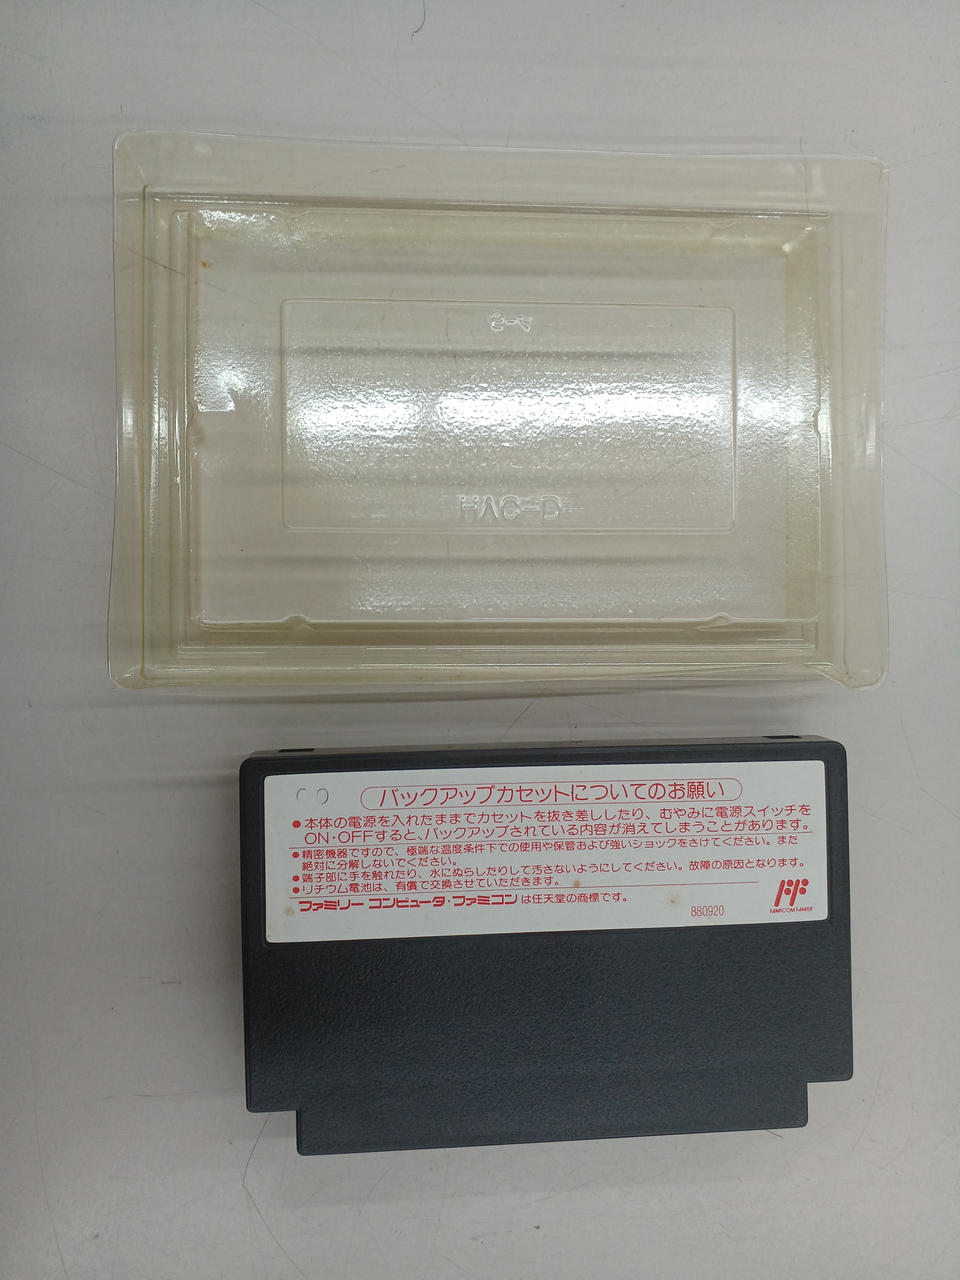 HVC-D
バックアップカセットについてのお願い
●本体の電源を入れたままでカセットを抜き差ししたり、むやみに電源スイッチを
ON・OFFすると、バックアップされている内容が消えてしまうことがあります。
●精密機器ですので、極端な温度条件下での使用や保管および強いショックをさけてください。また
絶対に分解しないでください。
●端子部に手を触れたり、水にぬらしたりして汚さないようにしてください。故障の原因となります。
●リチウム電池は、有償で交換させていただきます。
ファミリーコンピュータ・ファミコンは任天堂の商標です。
880920
FAMICOM FAMILY